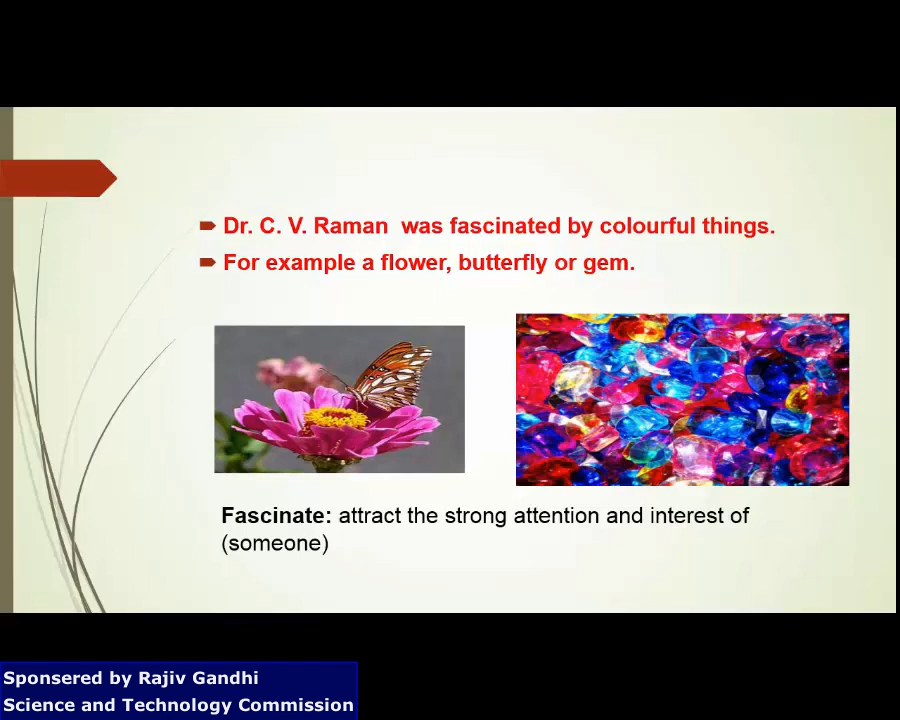 Dr. C. V. Raman was fascinated by colourful things.
For example a flower, butterfly or gem.
Fascinate: attract the strong attention and interest of
(someone)
Sponsered by Rajiv Gandhi
Science and Technology Commission